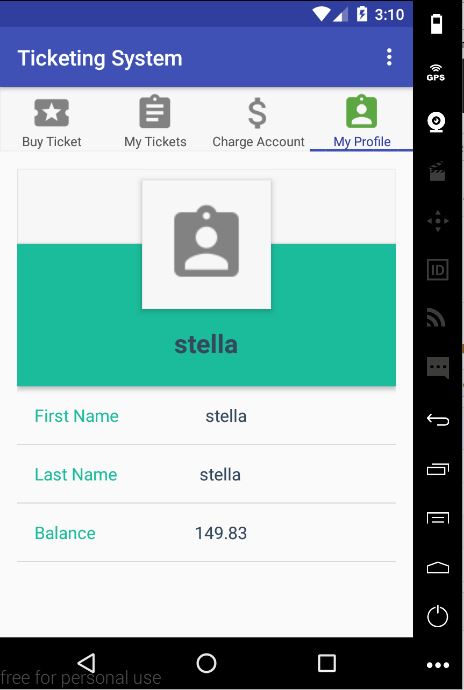 3:10
Ticketing System
GPS
Buy Ticket My Tickets Charge Account My Profile
ID
stella
First Name stella
Last Name stella
Balance 149.83
free for personal use